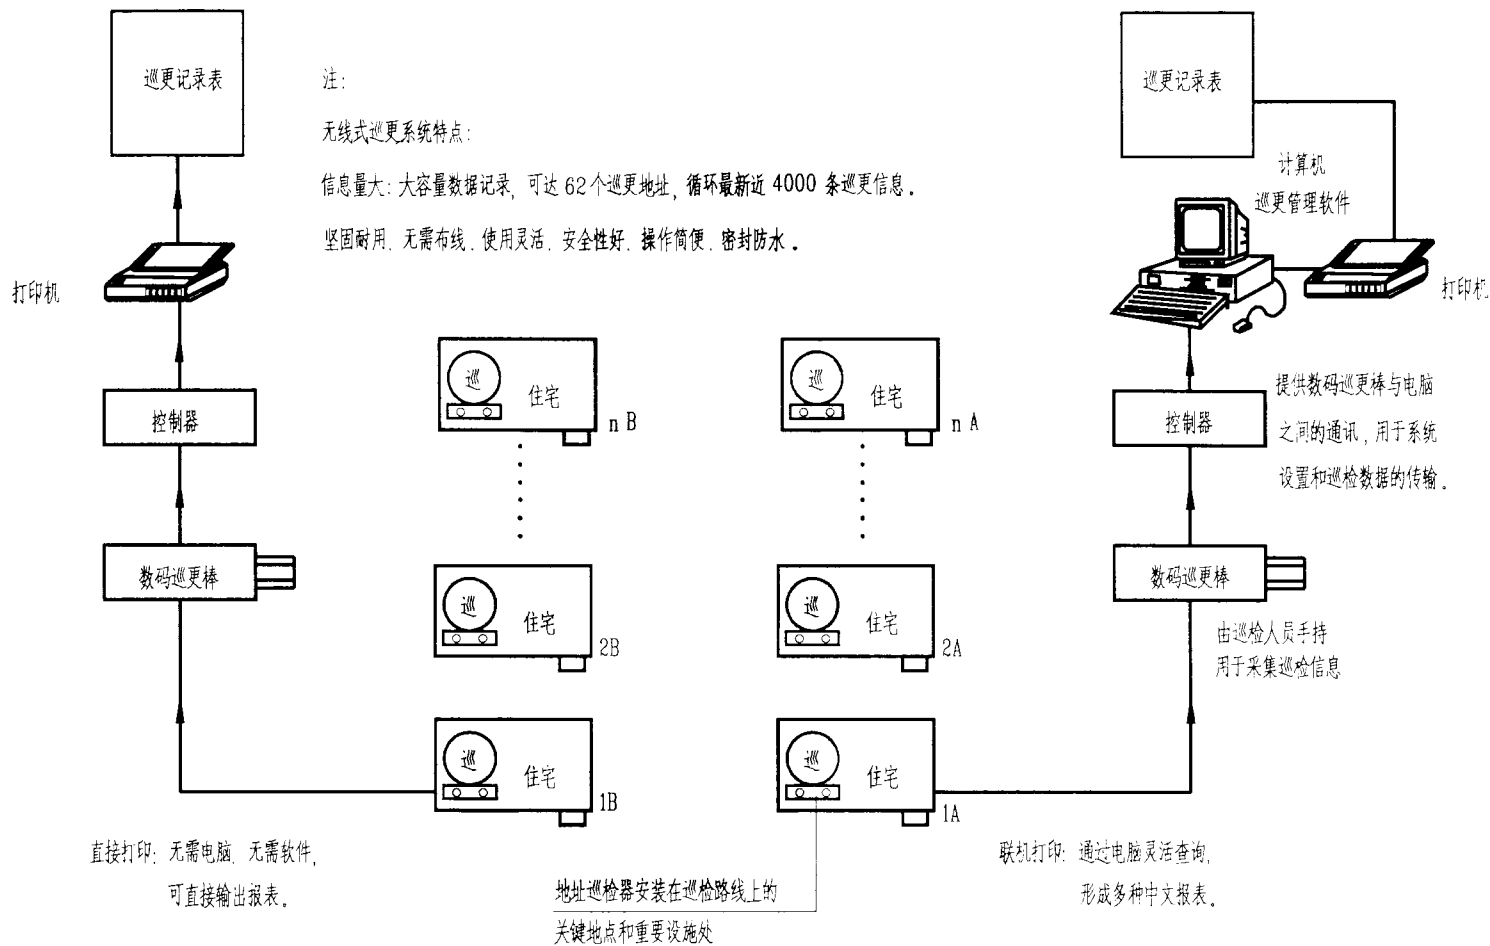 巡更记录表
注:
无线式巡更系统特点:
信息量大: 大容量数据记录, 可达 62个巡更地址, 循环最新近 4000 条巡更信息。
坚固耐用、无需布线、使用灵活、安全性好、操作简便、密封防水。
巡更记录表
计算机
巡更管理软件
打印机
打印机
巡
住宅
nB
巡
住宅
nA
控制器
控制器
提供数码巡更棒与电脑
之间的通讯, 用于系统
设置和巡检数据的传输。
数码巡更棒
巡
住宅
2B
巡
住宅
2A
数码巡更棒
由巡检人员手持
用于采集巡检信息
巡
住宅
1B
巡
住宅
1A
直接打印: 无需电脑、无需软件,
可直接输出报表。
地址巡检器安装在巡检路线上的
关键地点和重要设施处
联机打印: 通过电脑灵活查询,
形成多种中文报表。